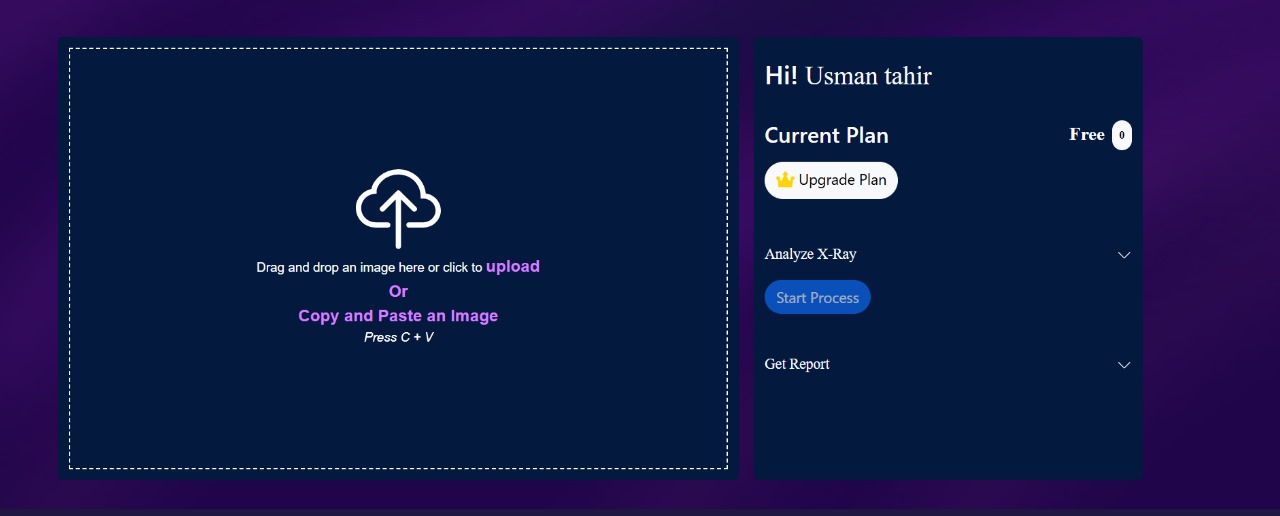 Drag and drop an image here or click to upload
Or
Copy and Paste an Image
Press C + V
Hi! Usman tahir
Current Plan Free 0
Upgrade Plan
Analyze X-Ray
Start Process
Get Report